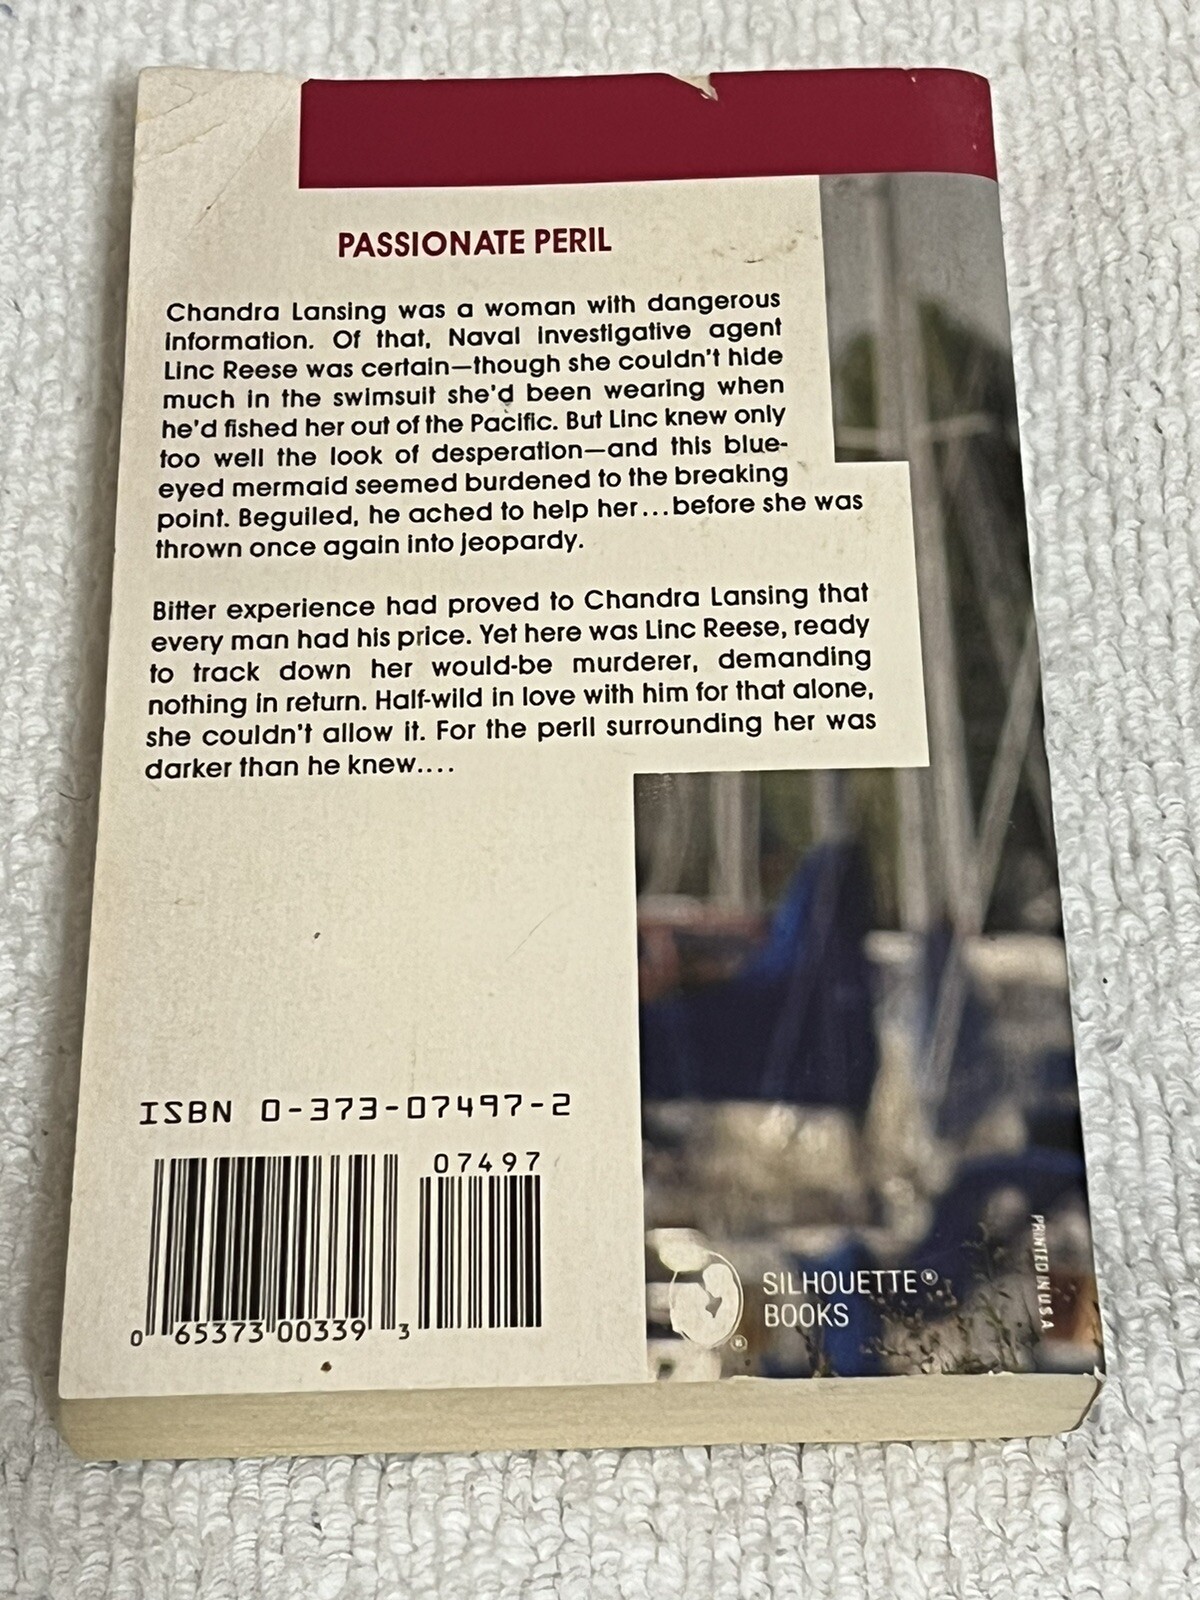 PASSIONATE PERIL
Chandra Lansing was a woman with dangerous
information. Of that, Naval Investigative agent
Linc Reese was certain—though she couldn't hide
much in the swimsuit she'd been wearing when
he'd fished her out of the Pacific. But Linc knew only
too well the look of desperation—and this blue-
eyed mermaid seemed burdened to the breaking
point. Beguiled, he ached to help her...before she was
thrown once again into jeopardy.
Bitter experience had proved to Chandra Lansing that
every man had his price. Yet here was Linc Reese, ready
to track down her would-be murderer, demanding
nothing in return. Half-wild in love with him for that alone,
she couldn't allow it. For the peril surrounding her was
darker than he knew....
ISBN 0-373-07497-2
07497
0 65373 00339 3
SILHOUETTE®
BOOKS
®
PRINTED IN U.S.A.